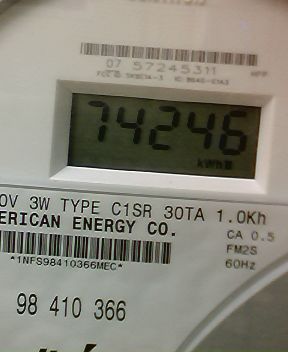 07 57245311
74246
kWh
0V 3W TYPE C1SR 30TA 1.0Kh
ERICAN ENERGY CO.
CA 0.5
FM2S
60Hz
*1NFS98410366MEC*
98 410 366